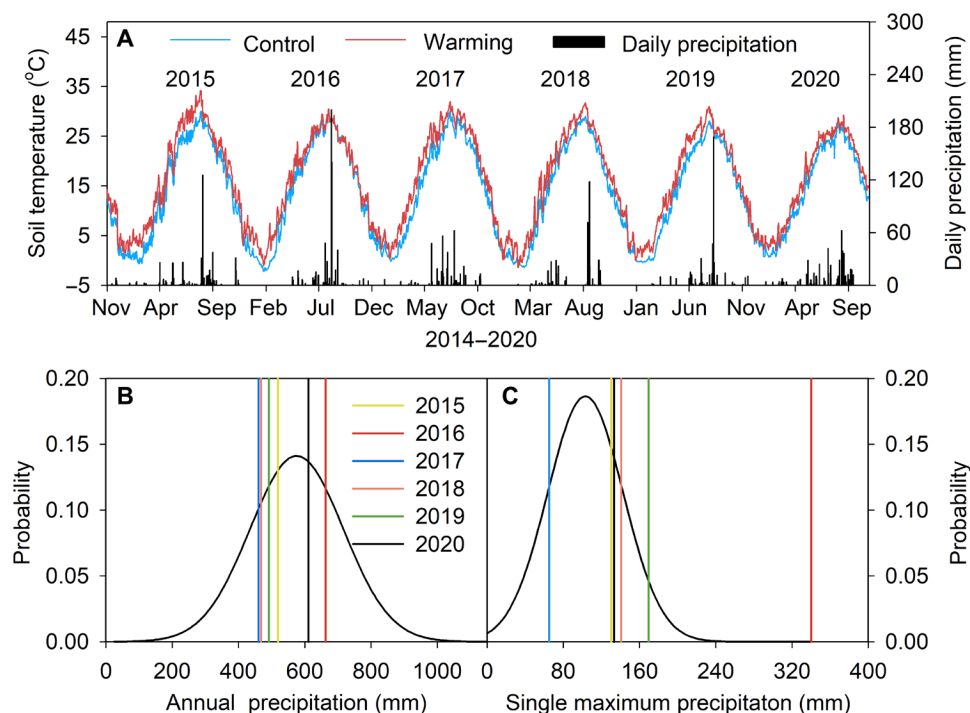 A Control Warming Daily precipitation
2015 2016 2017 2018 2019 2020
Soil temperature (°C)
45
35
25
15
5
−5
Daily precipitation (mm)
300
240
180
120
60
0
Nov Apr Sep Feb Jul Dec May Oct Mar Aug Jan Jun Nov Apr Sep
2014–2020
B
Probability
0.20
0.15
0.10
0.05
0.00
0 200 400 600 800 1000
Annual precipitation (mm)
2015
2016
2017
2018
2019
2020
C
0 80 160 240 320 400
Single maximum precipitaton (mm)
0.20
0.15
0.10
0.05
0.00
Probability